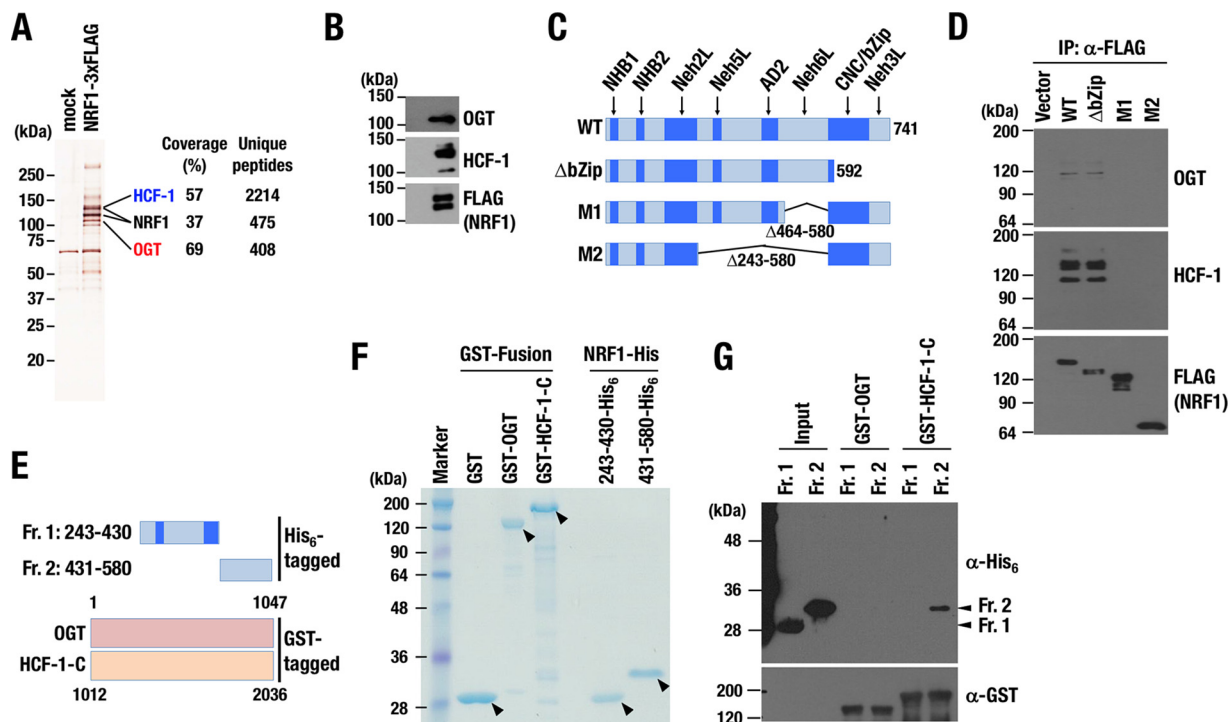 A
mock
NRF1-3xFLAG
(kDa)
Coverage (%)
Unique peptides
250
150
100
75
50
37
25
20
HCF-1 57 2214
NRF1 37 475
OGT 69 408
B
(kDa)
150
100
OGT
150
100
HCF-1
150
100
FLAG
(NRF1)
C
NHB1
NHB2
Neh2L
Neh5L
AD2
Neh6L
CNC/bZip
Neh3L
WT 741
ΔbZip 592
M1
Δ464-580
M2
Δ243-580
D
IP: α-FLAG
(kDa)
Vector
WT
ΔbZip
M1
M2
200
120
90
64
OGT
200
120
90
64
HCF-1
200
120
90
64
FLAG
(NRF1)
E
Fr. 1: 243-430
Fr. 2: 431-580
His6-
tagged
1 1047
OGT
HCF-1-C
GST-
tagged
1012 2036
F
GST-Fusion
NRF1-His
(kDa)
Marker
GST
GST-OGT
GST-HCF-1-C
243-430-His6
431-580-His6
200
120
90
64
48
36
28
G
Input
GST-OGT
GST-HCF-1-C
(kDa)
Fr. 1
Fr. 2
Fr. 1
Fr. 2
Fr. 1
Fr. 2
48
36
28
α-His6
Fr. 2
Fr. 1
200
120
α-GST